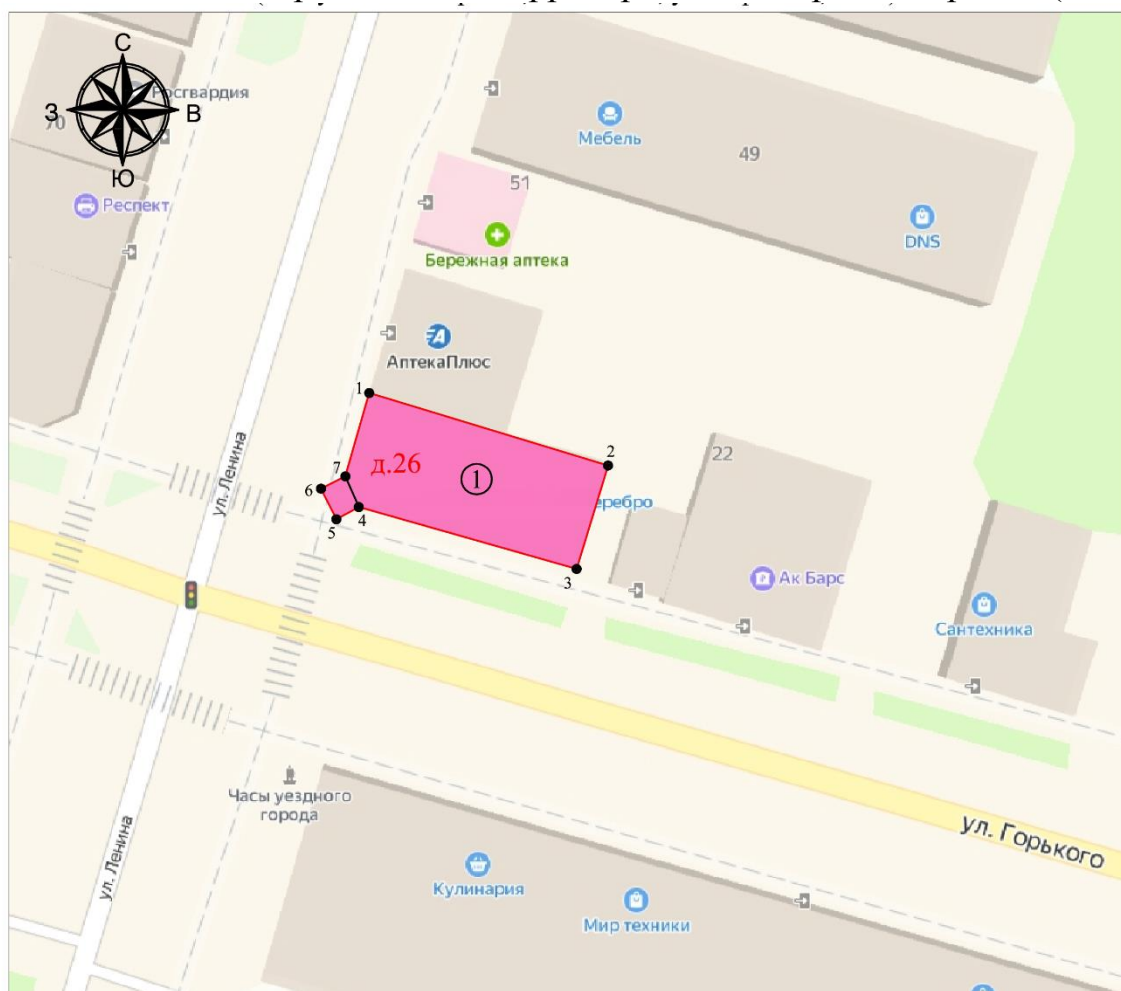 С
З
В
Ю
Росгвардия
70
Респект
51
Бережная аптека
Мебель
49
DNS
АптекаПлюс
1
2
д.26
1
7
6
5
4
3
еребро
22
Ак Барс
Сантехника
ул. Ленина
Часы уездного
города
ул. Ленина
ул. Горького
Кулинария
Мир техники